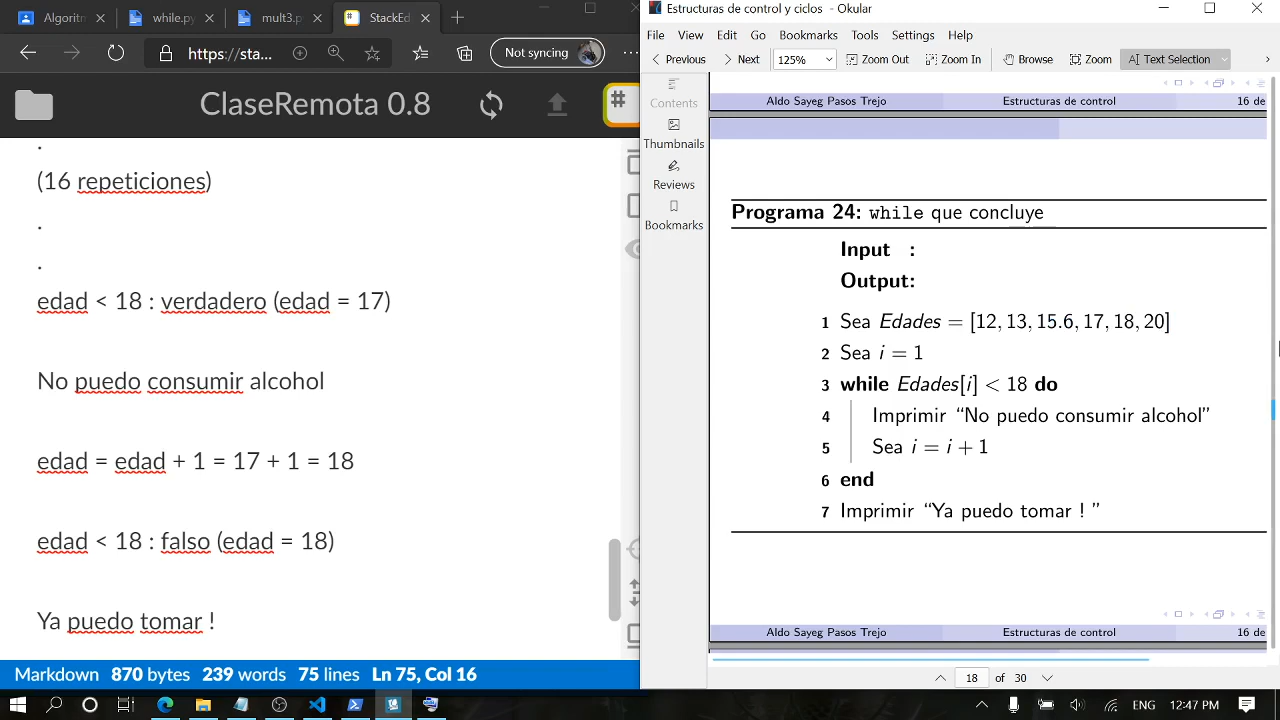 Algoritm
while.py
mult3.p
StackEd
https://sta...
Not syncing
ClaseRemota 0.8
#
.
(16 repeticiones)
.
.
edad < 18 : verdadero (edad = 17)
No puedo consumir alcohol
edad = edad + 1 = 17 + 1 = 18
edad < 18 : falso (edad = 18)
Ya puedo tomar !
Markdown 870 bytes 239 words 75 lines Ln 75, Col 16
Estructuras de control y ciclos - Okular
File View Edit Go Bookmarks Tools Settings Help
Previous Next 125% Zoom Out Zoom In Browse Zoom Text Selection
Contents
Thumbnails
Reviews
Bookmarks
Aldo Sayeg Pasos Trejo Estructuras de control 16 de
Programa 24: while que concluye
Input :
Output:
1 Sea Edades = [12, 13, 15.6, 17, 18, 20]
2 Sea i = 1
3 while Edades[i] < 18 do
4 Imprimir “No puedo consumir alcohol”
5 Sea i = i + 1
6 end
7 Imprimir “Ya puedo tomar ! ”
Aldo Sayeg Pasos Trejo Estructuras de control 16 de
18 of 30
12:47 PM